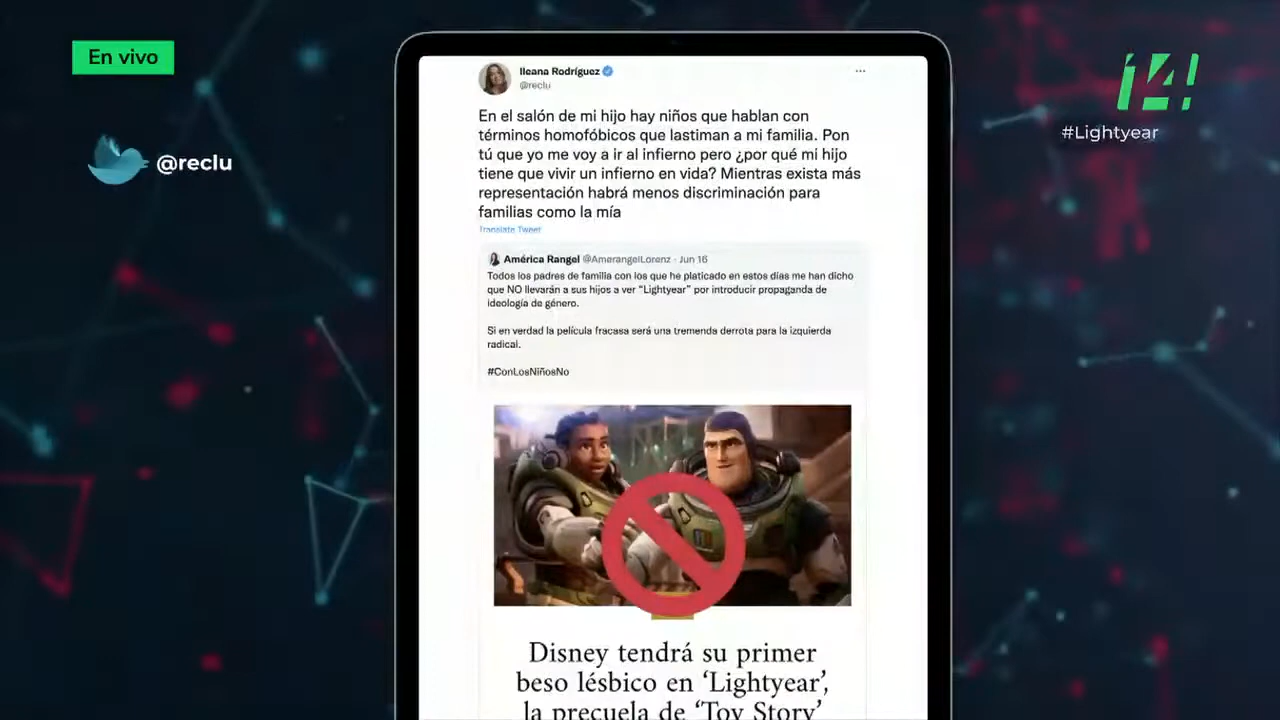 En vivo
@reclu
14!
#Lightyear
Ileana Rodríguez
@reclu
En el salón de mi hijo hay niños que hablan con
términos homofóbicos que lastiman a mi familia. Pon
tú que yo me voy a ir al infierno pero ¿por qué mi hijo
tiene que vivir un infierno en vida? Mientras exista más
representación habrá menos discriminación para
familias como la mía
Translate Tweet
América Rangel @AmerangelLorenz · Jun 16
Todos los padres de familia con los que he platicado en estos días me han dicho
que NO llevarán a sus hijos a ver "Lightyear" por introducir propaganda de
ideología de género.
Si en verdad la película fracasa será una tremenda derrota para la izquierda
radical.
#ConLosNiñosNo
Disney tendrá su primer
beso lésbico en ‘Lightyear’,
la precuela de ‘Toy Story’